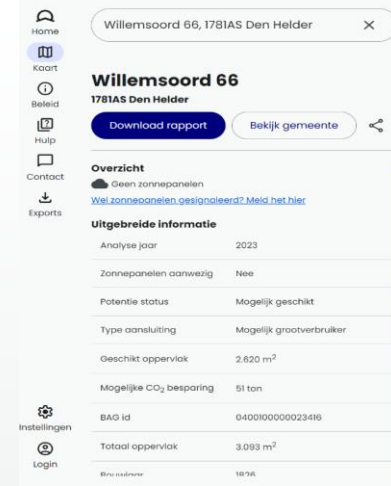 Home
Kaart
Beleid
Hulp
Contact
Exports
Instellingen
Login
Willemsoord 66, 1781AS Den Helder
Willemsoord 66
1781AS Den Helder
Download rapport
Bekijk gemeente
Overzicht
Geen zonnepanelen
Wel zonnepanelen gesignaleerd? Meld het hier
Uitgebreide informatie
Analyse jaar 2023
Zonnepanelen aanwezig Nee
Potentie status Mogelijk geschikt
Type aansluiting Mogelijk grootverbruiker
Geschikt oppervlak 2.620 m²
Mogelijke CO₂ besparing 51 ton
BAG id 0400100000023416
Totaal oppervlak 3.093 m²
Bouwjaar 1826